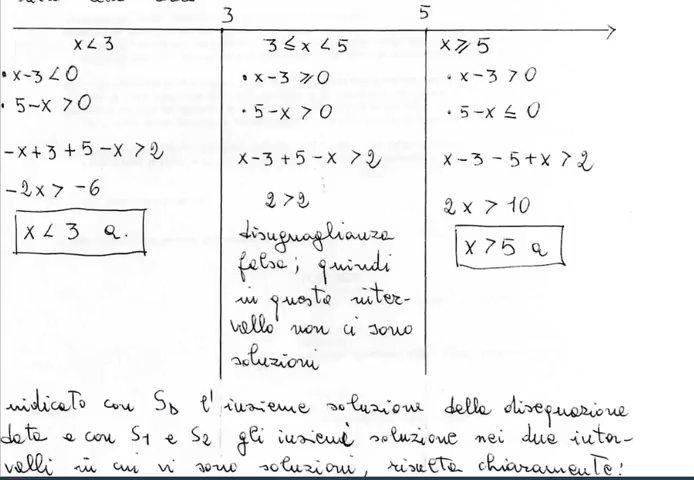 3 5
x<3 3≤x<5 x≥5
• x-3<0 • x-3≥0 • x-3>0
• 5-x>0 • 5-x>0 • 5-x≤0
-x+3+5-x>2 x-3+5-x>2 x-3-5+x>2
-2x>-6 2>2 2x>10
x<3 a. disuguaglianza x>5 a
falsa; quindi
in questo inter-
vallo non ci sono
soluzioni
indicato con SD l'insieme soluzione della disequazione
data e con S1 e S2 gli insiemi soluzione nei due inter-
valli in cui vi sono soluzioni, risulta chiaramente: